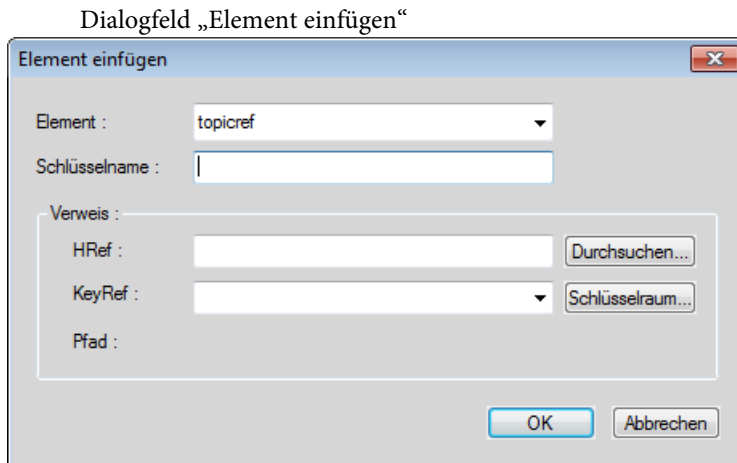 Dialogfeld „Element einfügen“
Element einfügen
Element : topicref
Schlüsselname :
Verweis :
HRef : Durchsuchen...
KeyRef : Schlüsselraum...
Pfad :
OK Abbrechen